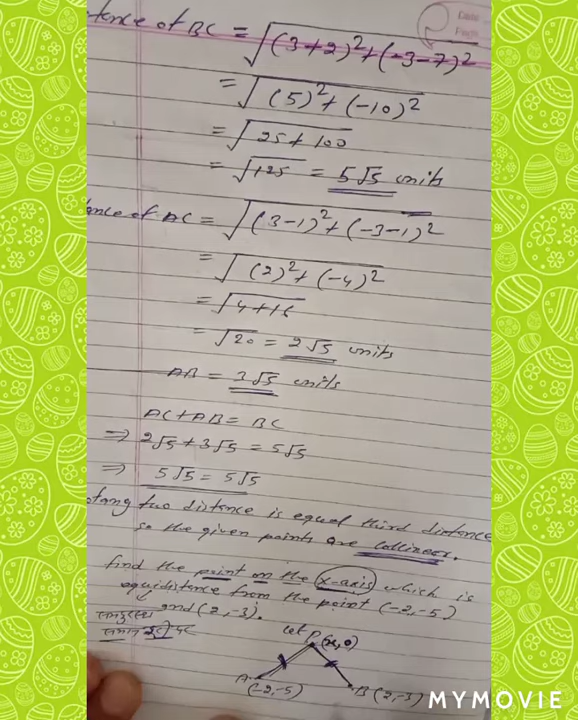 tence of BC = √(3+2)²+(-3-7)²
= √(5)²+(-10)²
= √25+100
= √125 = 5√5 units
tence of AC = √(3-1)²+(-3-1)²
= √(2)²+(-4)²
= √4+16
= √20 = 2√5 units
AB = 3√5 units
AC+AB = BC
⇒ 2√5+3√5 = 5√5
⇒ 5√5 = 5√5
two distance is equal third distance
so the given points are Collinear.
find the point on the x-axis which is
equidistance from the point (-2,-5)
and (2,-3).
let P(x,0)
A (-2,-5)
B (2,-3)
MYMOVIE